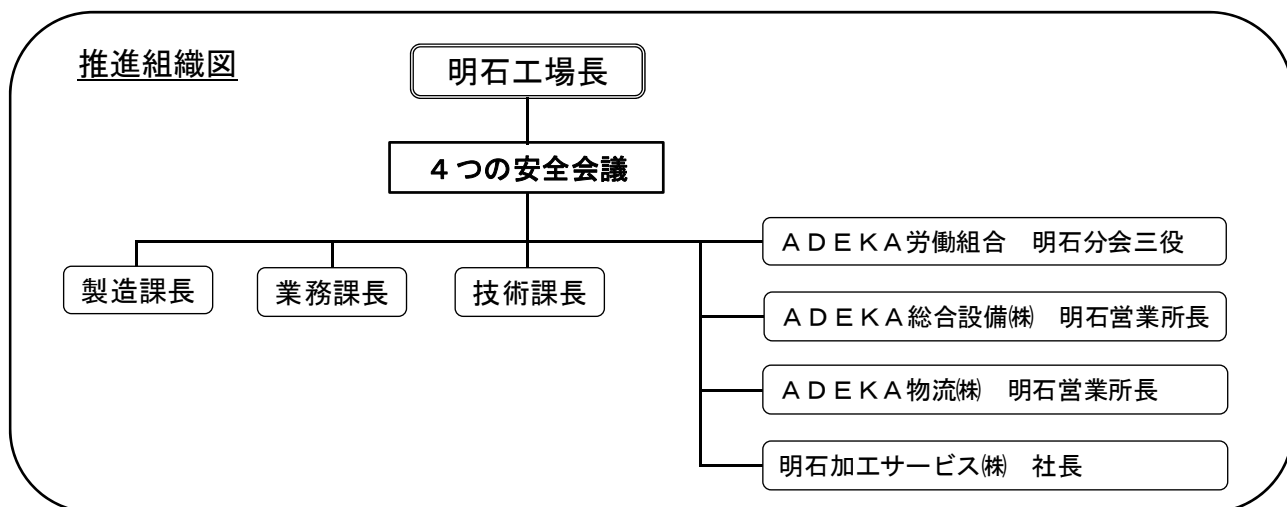 推進組織図
明石工場長
４つの安全会議
製造課長
業務課長
技術課長
ＡＤＥＫＡ労働組合　明石分会三役
ＡＤＥＫＡ総合設備㈱　明石営業所長
ＡＤＥＫＡ物流㈱　明石営業所長
明石加工サービス㈱　社長